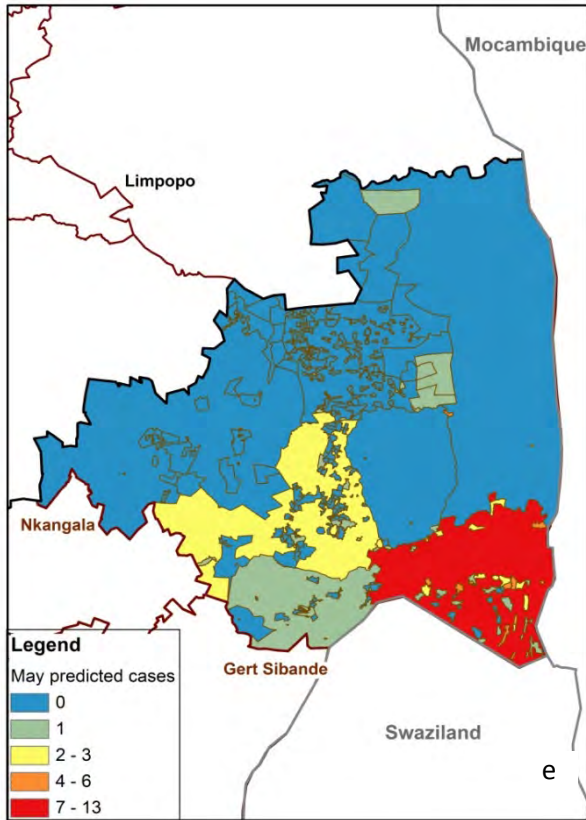 Mocambique
Limpopo
Nkangala
Gert Sibande
Swaziland
Legend
May predicted cases
0
1
2 - 3
4 - 6
7 - 13
e